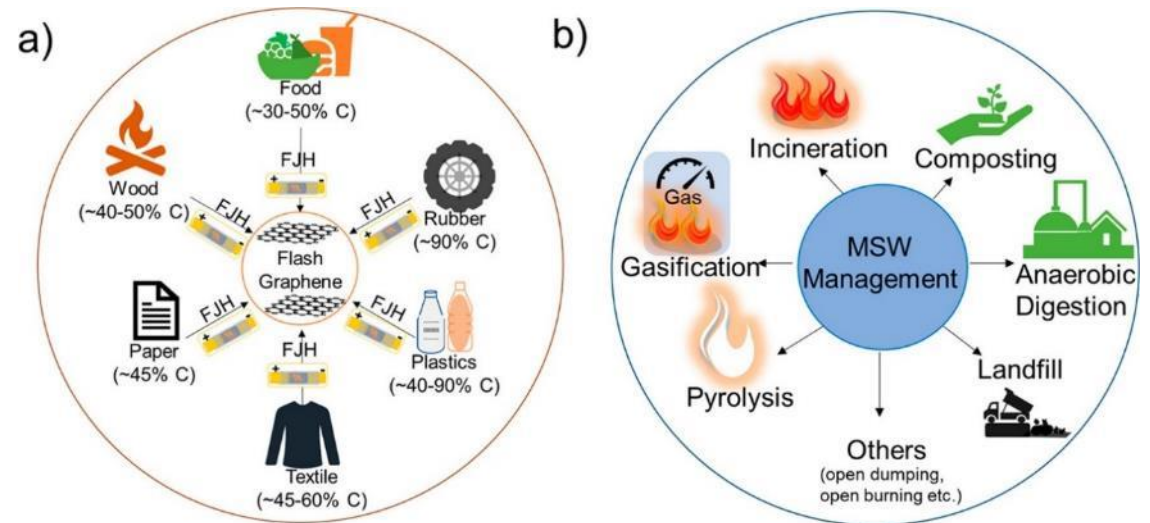 a)
Food
(~30-50% C)
FJH
Wood
(~40-50% C)
FJH
+
-
Rubber
(~90% C)
FJH
+
-
Flash
Graphene
Paper
(~45% C)
FJH
+
-
Plastics
(~40-90% C)
FJH
+
-
FJH
+
-
Textile
(~45-60% C)
+
-
b)
Incineration
Composting
Gas
Gasification
MSW
Management
Anaerobic
Digestion
Pyrolysis
Landfill
Others
(open dumping,
open burning etc.)